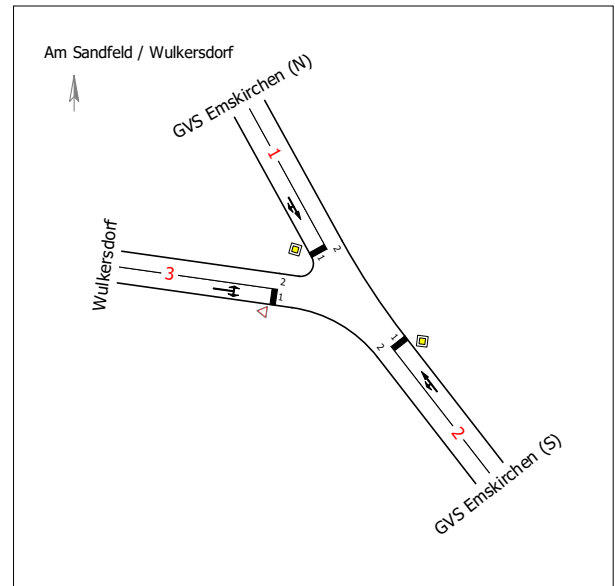 Am Sandfeld / Wulkersdorf
GVS Emskirchen (N)
1
2
1
Wulkersdorf
3
2
1
1
2
2
GVS Emskirchen (S)